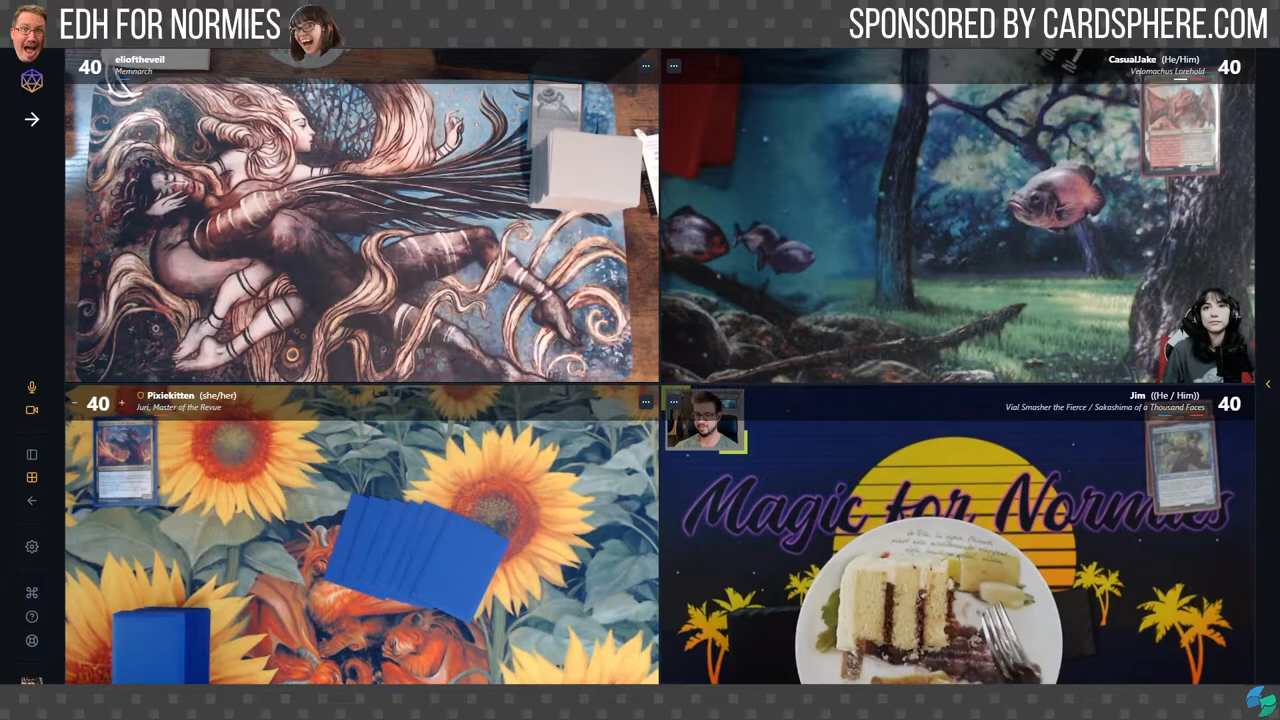 EDH FOR NORMIES
SPONSORED BY CARDSPHERE.COM
40
elioftheveil
Memnarch
CasualJake (He/Him)
Velomachus Lorehold
40
- 40 +
Pixiekitten (she/her)
Juri, Master of the Revue
Jim ((He / Him))
Vial Smasher the Fierce / Sakashima of a Thousand Faces
40
Magic for Normies